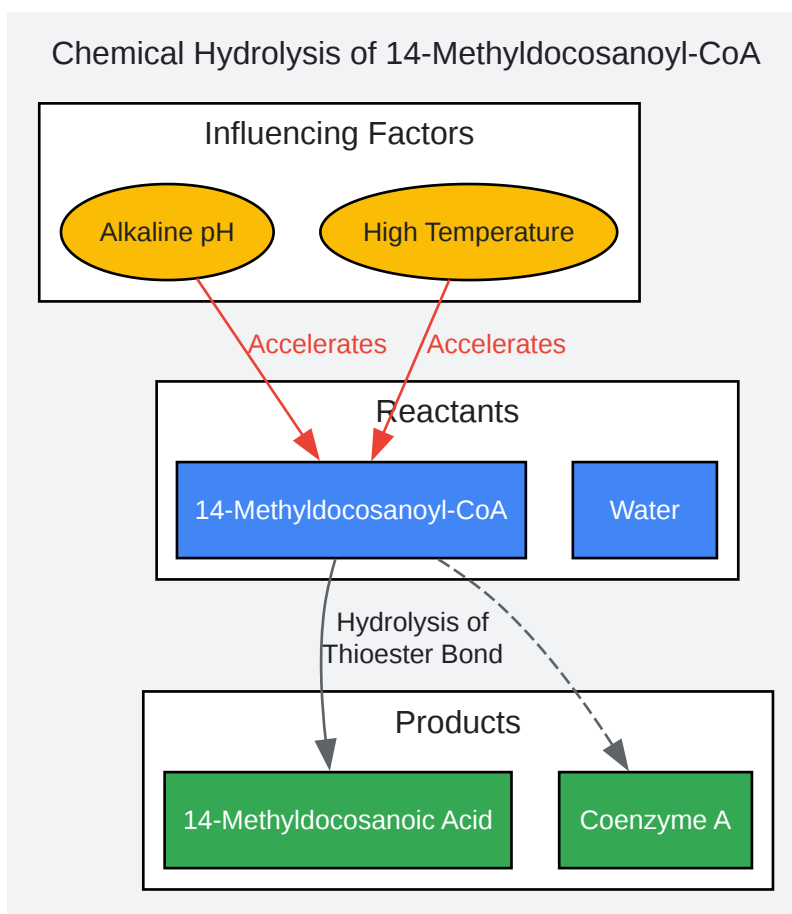 Chemical Hydrolysis of 14-Methyldocosanoyl-CoA
Influencing Factors
Alkaline pH
High Temperature
Accelerates
Accelerates
Reactants
14-Methyldocosanoyl-CoA
Water
Hydrolysis of
Thioester Bond
Products
14-Methyldocosanoic Acid
Coenzyme A